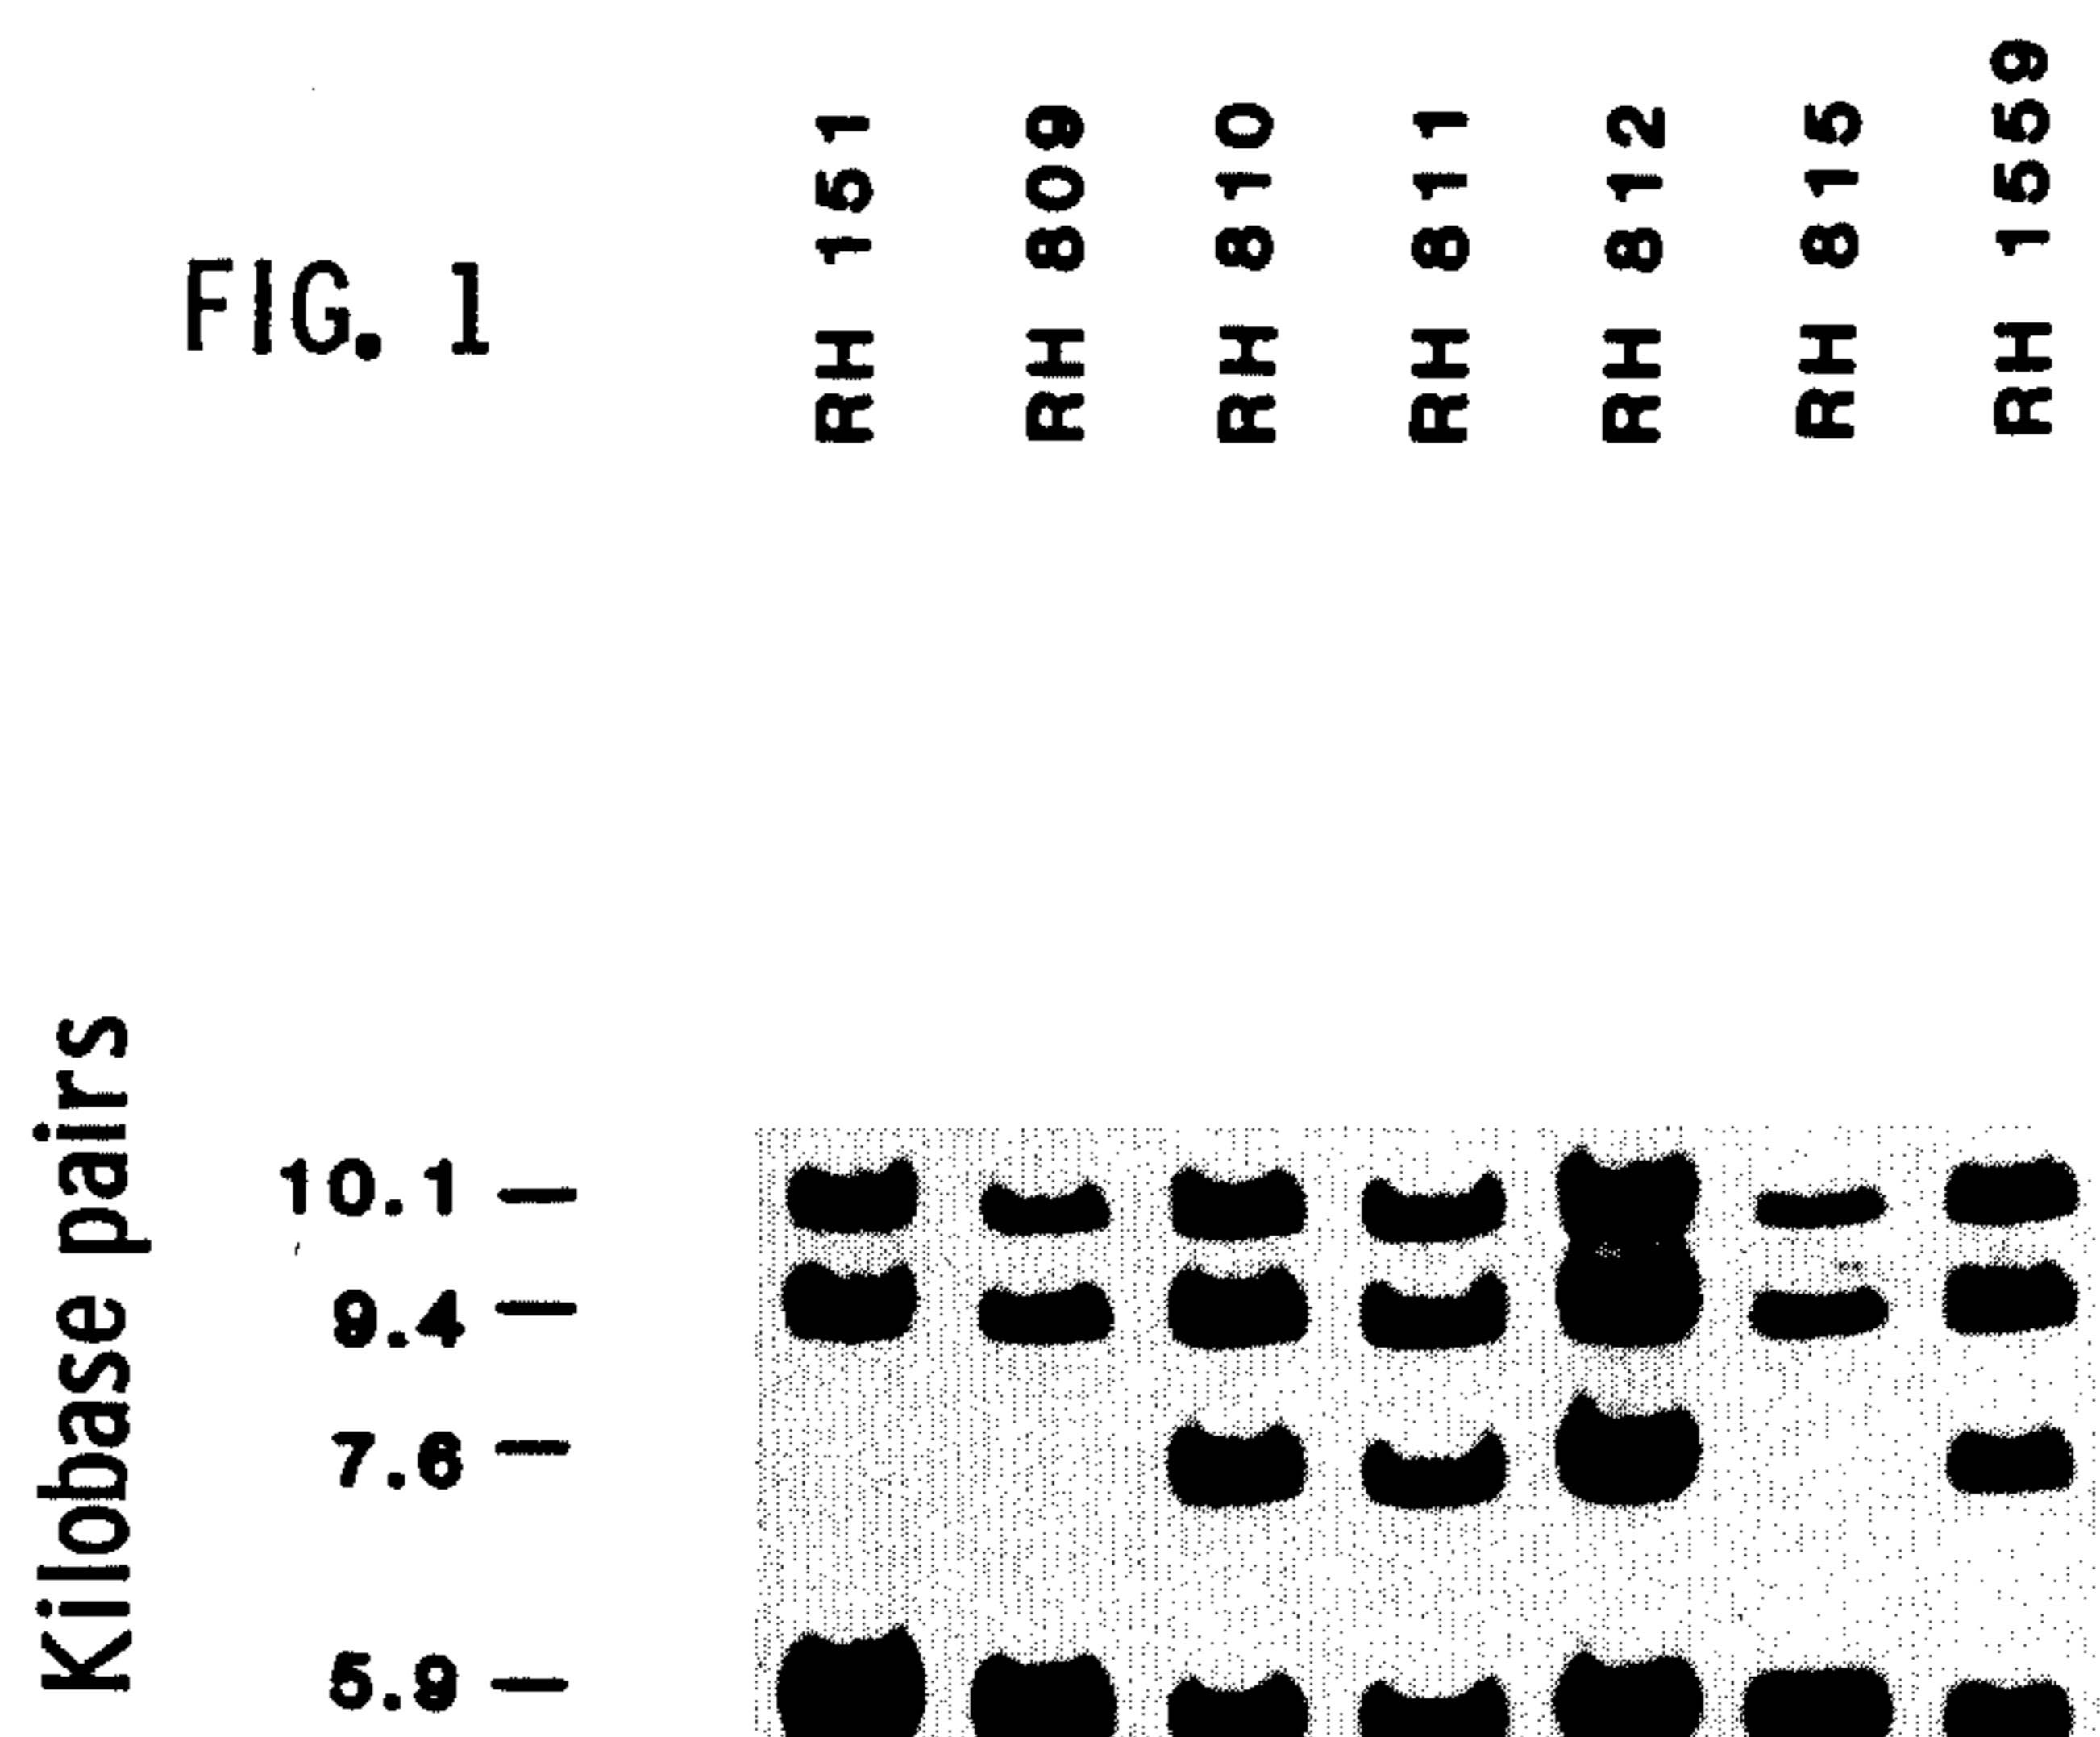 FIG. 1
RH 151
RH 809
RH 810
RH 811
RH 812
RH 815
RH 1559
Kilobase pairs
10.1
9.4
7.6
5.9